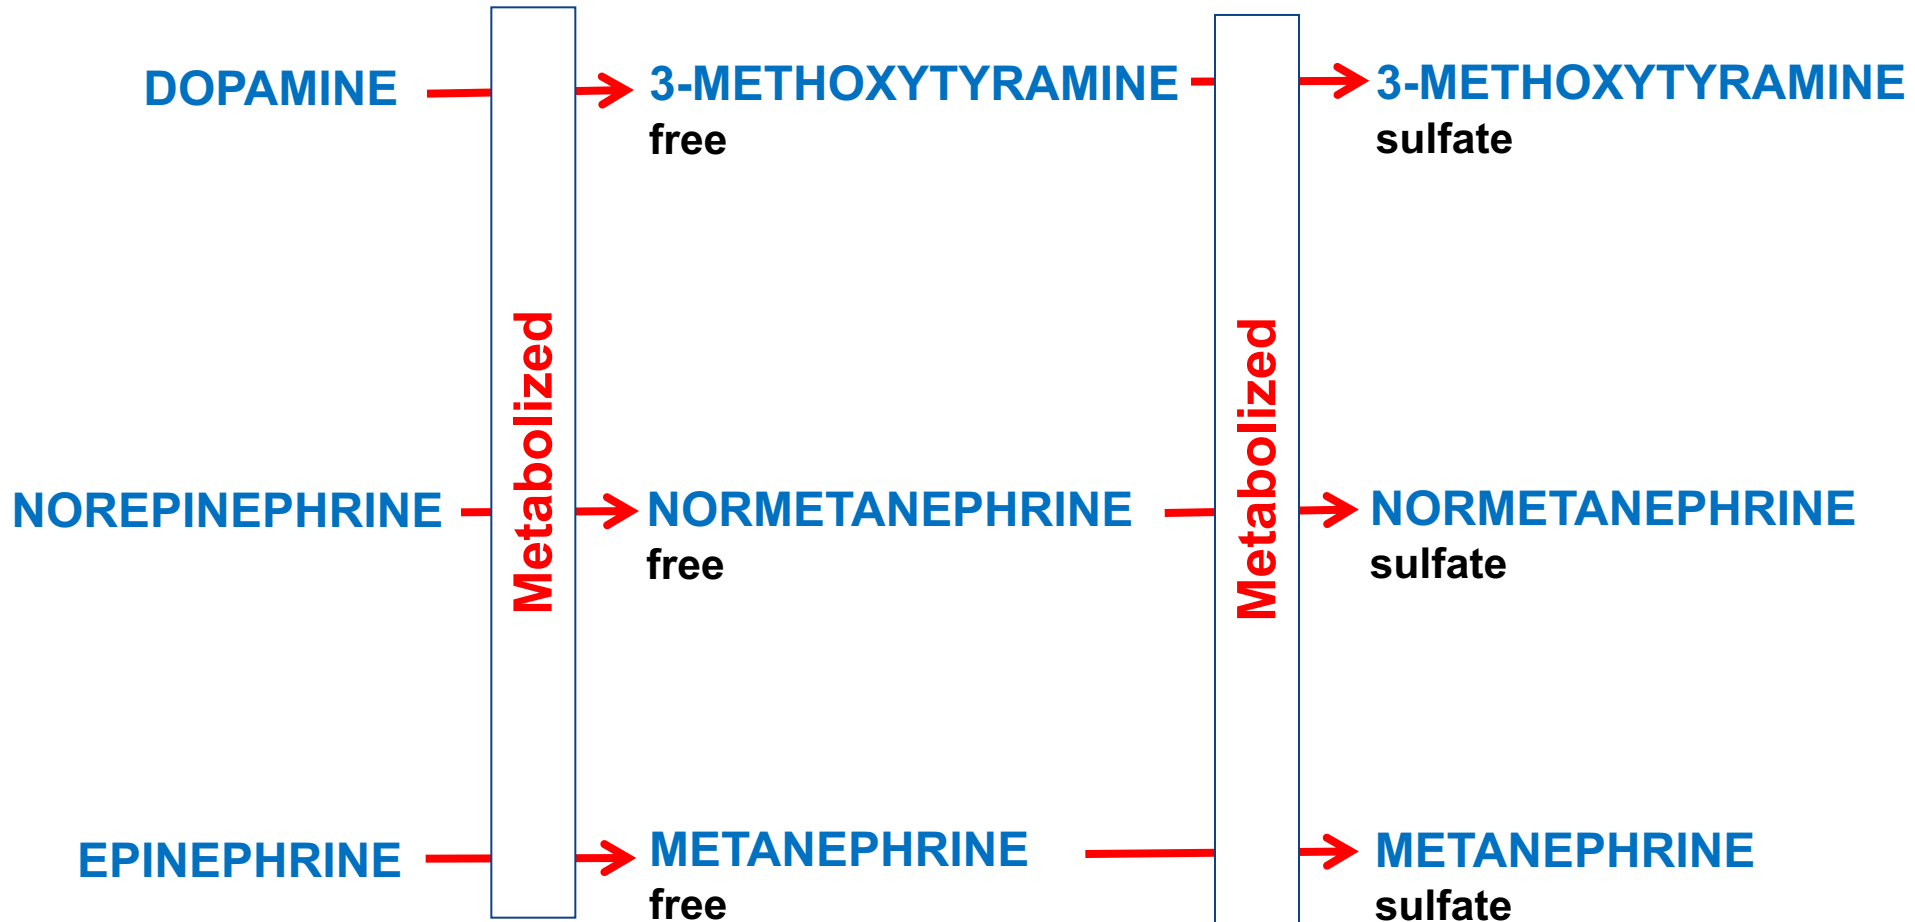 DOPAMINE
3-METHOXYTYRAMINE
free
3-METHOXYTYRAMINE
sulfate
Metabolized
Metabolized
NOREPINEPHRINE
NORMETANEPHRINE
free
NORMETANEPHRINE
sulfate
EPINEPHRINE
METANEPHRINE
free
METANEPHRINE
sulfate